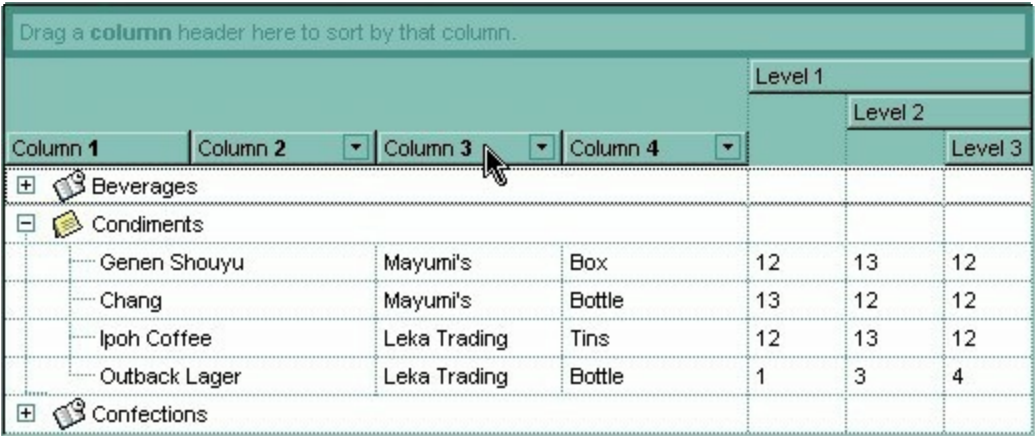 Drag a column header here to sort by that column.
Level 1
Level 2
Column 1 Column 2 Column 3 Column 4 Level 3
Beverages
Condiments
Genen Shouyu Mayumi's Box 12 13 12
Chang Mayumi's Bottle 13 12 12
Ipoh Coffee Leka Trading Tins 12 13 12
Outback Lager Leka Trading Bottle 1 3 4
Confections